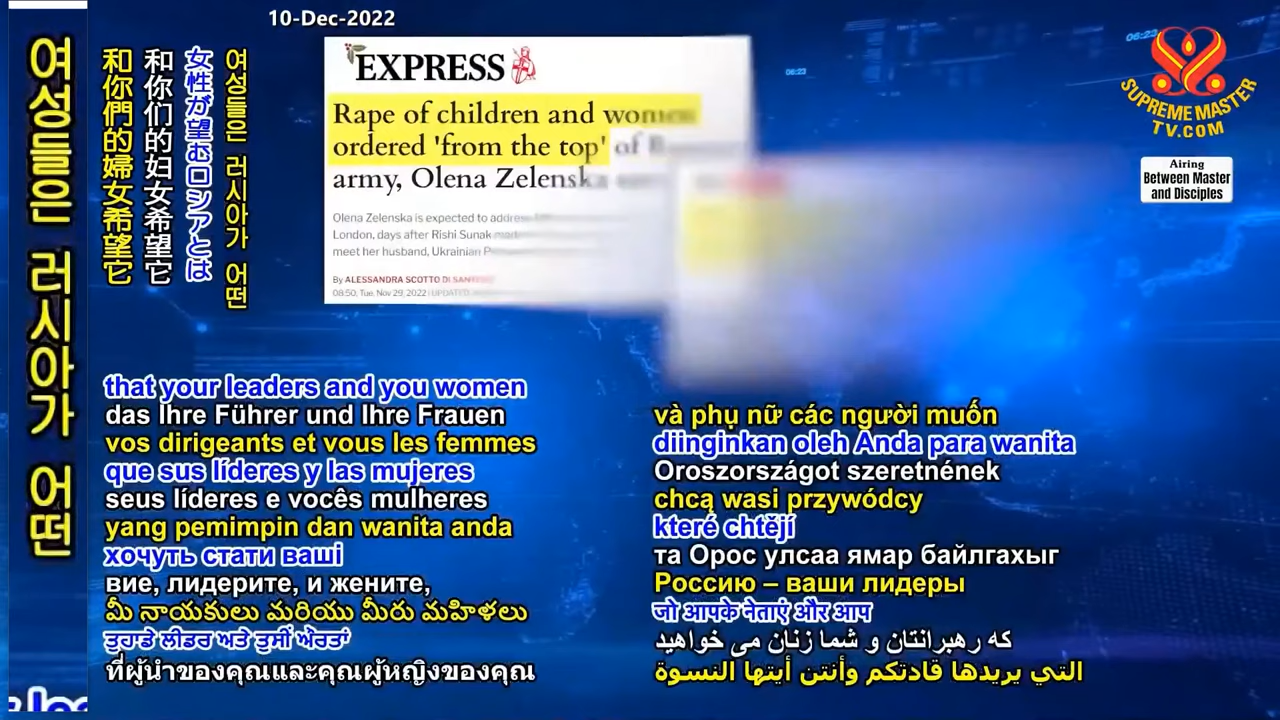 10-Dec-2022
여성들은 러시아가 어떤
和你們的婦女希望它
和你们的妇女希望它
女性が望むロシアとは
여성들은 러시아가 어떤
EXPRESS
Rape of children and women
ordered 'from the top' of
army, Olena Zelenska
Olena Zelenska is expected to address
London, days after Rishi Sunak
meet her husband, Ukrainian
By ALESSANDRA SCOTTO DI
08:50, Tue, Nov 29, 2022 | UPDATED:
06:23
06:23
SUPREME MASTER
TV.COM
Airing
Between Master
and Disciples
that your leaders and you women
das Ihre Führer und Ihre Frauen
vos dirigeants et vous les femmes
que sus líderes y las mujeres
seus líderes e vocês mulheres
yang pemimpin dan wanita anda
хочуть стати ваші
вие, лидерите, и жените,
మీ నాయకులు మరియు మీరు మహిళలు
ਤੁਹਾਡੇ ਲੀਡਰ ਅਤੇ ਤੁਸੀਂ ਔਰਤਾਂ
ที่ผู้นำของคุณและคุณผู้หญิงของคุณ
và phụ nữ các người muốn
diinginkan oleh Anda para wanita
Oroszországot szeretnének
chcą wasi przywódcy
které chtějí
та Орос улсаа ямар байлгахыг
Россию – ваши лидеры
जो आपके नेताएं और आप
که رهبرانتان و شما زنان می خواهید
التي يريدها قادتكم وأنتن أيتها النسوة